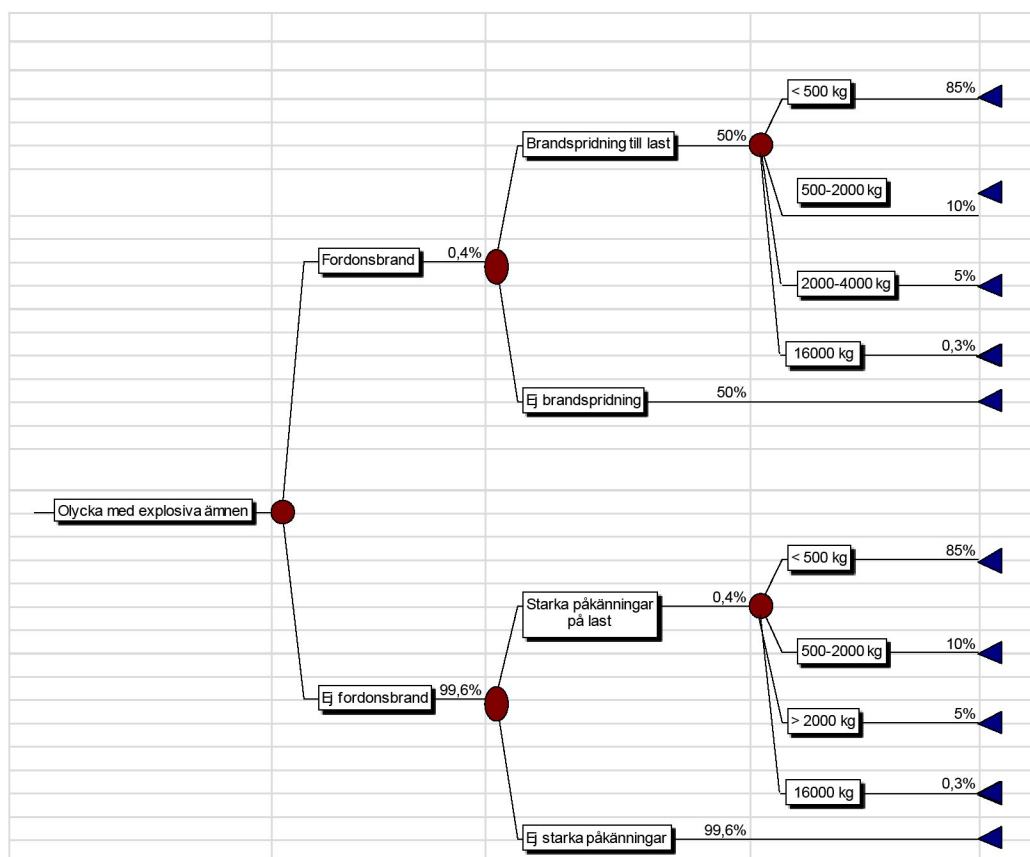 < 500 kg
85%
Brandspridning till last
50%
500-2000 kg
10%
Fordonsbrand
0,4%
2000-4000 kg
5%
16000 kg
0,3%
Ej brandspridning
50%
Olycka med explosiva ämnen
< 500 kg
85%
Starka påkänningar
på last
0,4%
500-2000 kg
10%
Ej fordonsbrand
99,6%
> 2000 kg
5%
16000 kg
0,3%
Ej starka påkänningar
99,6%